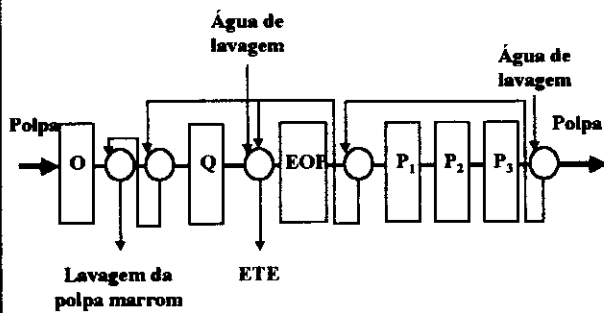 Água de
lavagem
Água de
lavagem
Polpa
Polpa
O
Q
EOP
P1
P2
P3
Lavagem da
polpa marrom
ETE